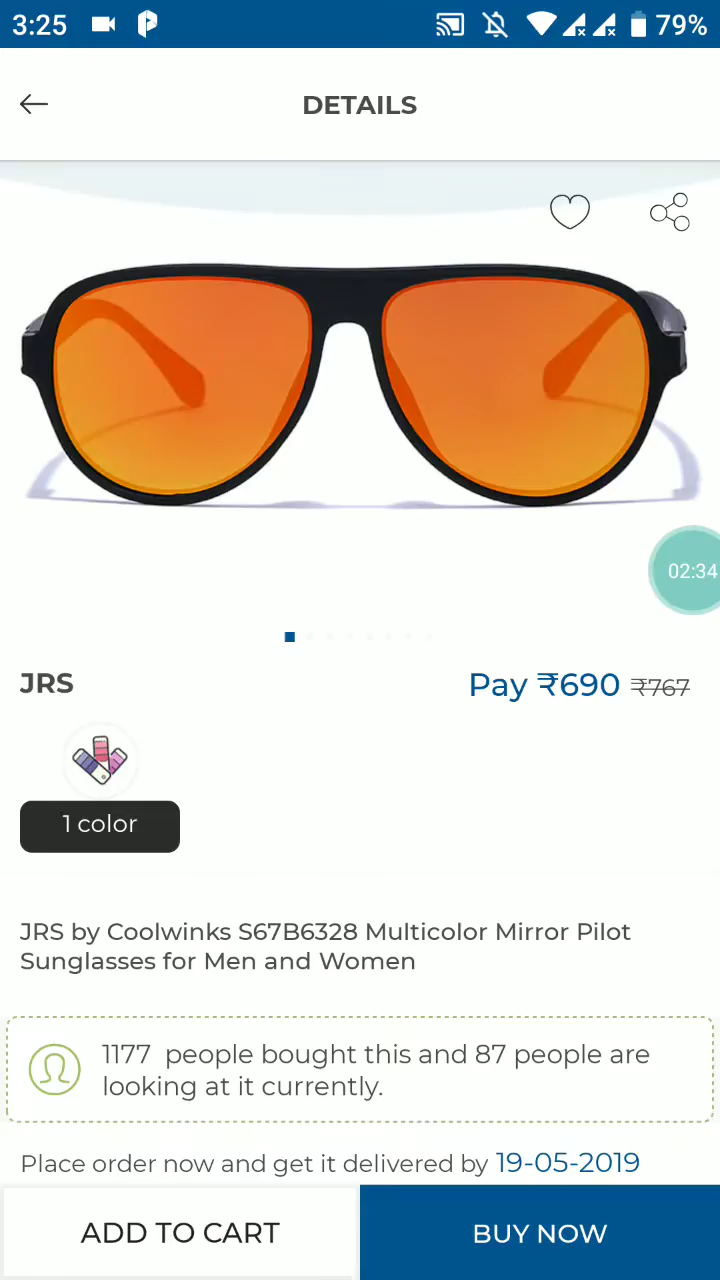 3:25 79%
DETAILS
02:34
JRS Pay ₹690 ₹767
1 color
JRS by Coolwinks S67B6328 Multicolor Mirror Pilot
Sunglasses for Men and Women
1177 people bought this and 87 people are
looking at it currently.
Place order now and get it delivered by 19-05-2019
ADD TO CART BUY NOW